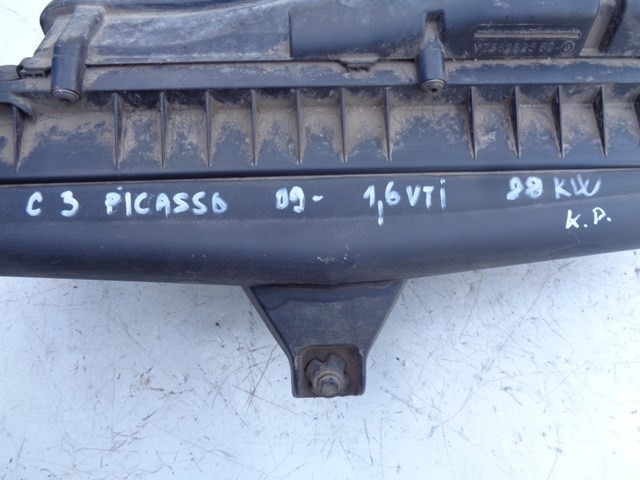 C 3 PICASSO 09- 1,6 VTi 88 KW
K.D.